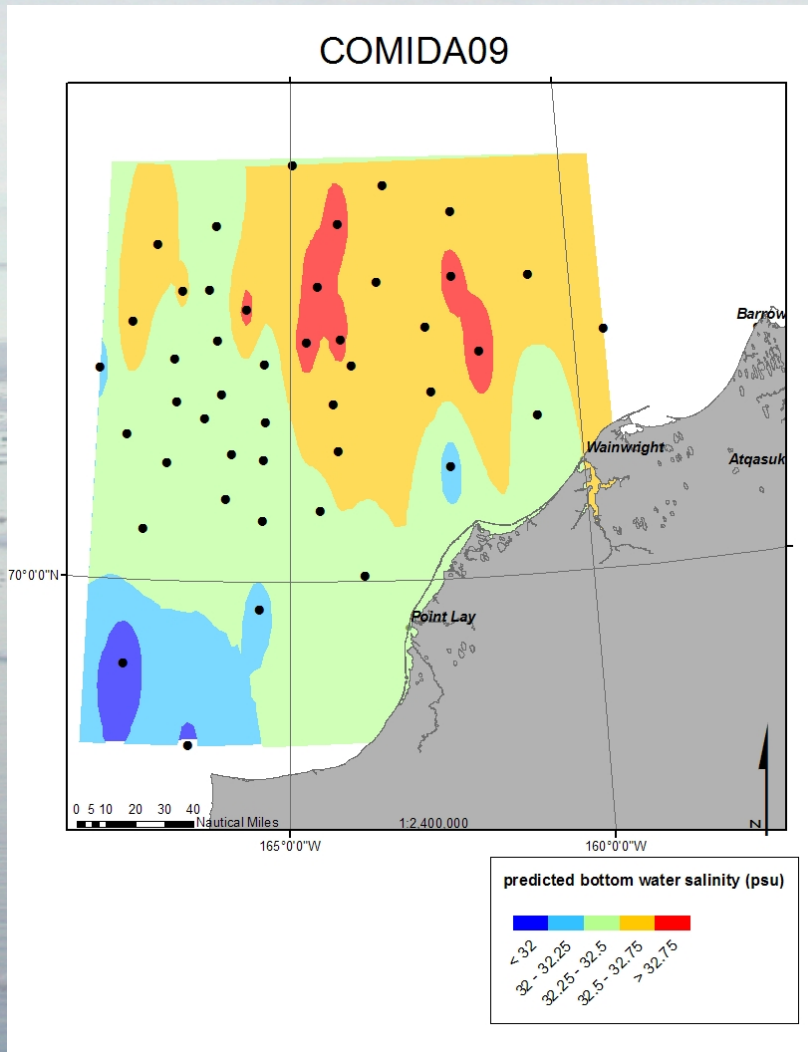 COMIDA09
Barrow
Wainwright
Atqasuk
70°0'0"N
Point Lay
0 5 10 20 30 40
Nautical Miles
1:2,400,000
N
165°0'0"W
160°0'0"W
predicted bottom water salinity (psu)
< 32
32 - 32.25
32.25 - 32.5
32.5 - 32.75
> 32.75